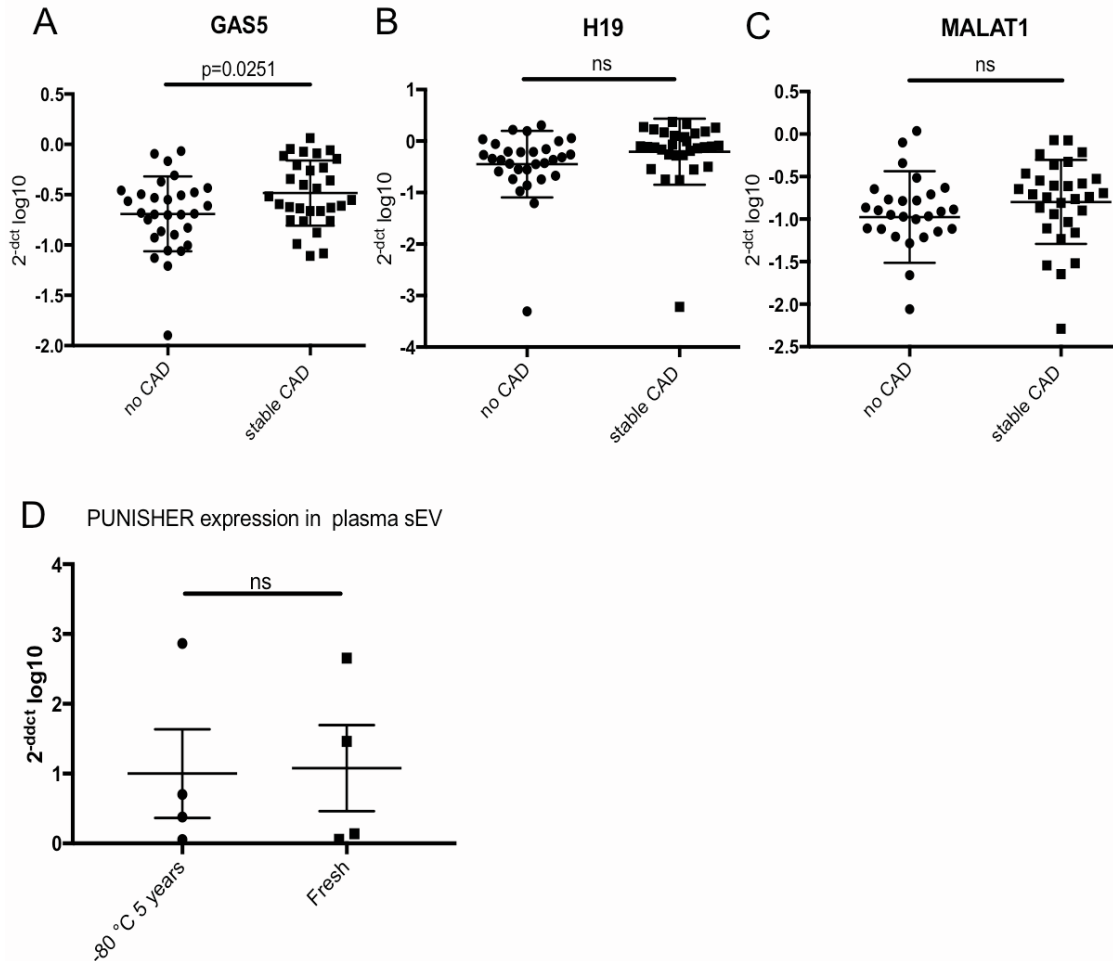 A
GAS5
p=0.0251
2-dct log10
0.5
0.0
-0.5
-1.0
-1.5
-2.0
no CAD
stable CAD
B
H19
ns
2-dct log10
1
0
-1
-2
-3
-4
no CAD
stable CAD
C
MALAT1
ns
2-dct log10
0.5
0.0
-0.5
-1.0
-1.5
-2.0
-2.5
no CAD
stable CAD
D
PUNISHER expression in plasma sEV
ns
2-ddct log10
4
3
2
1
0
-80 °C 5 years
Fresh